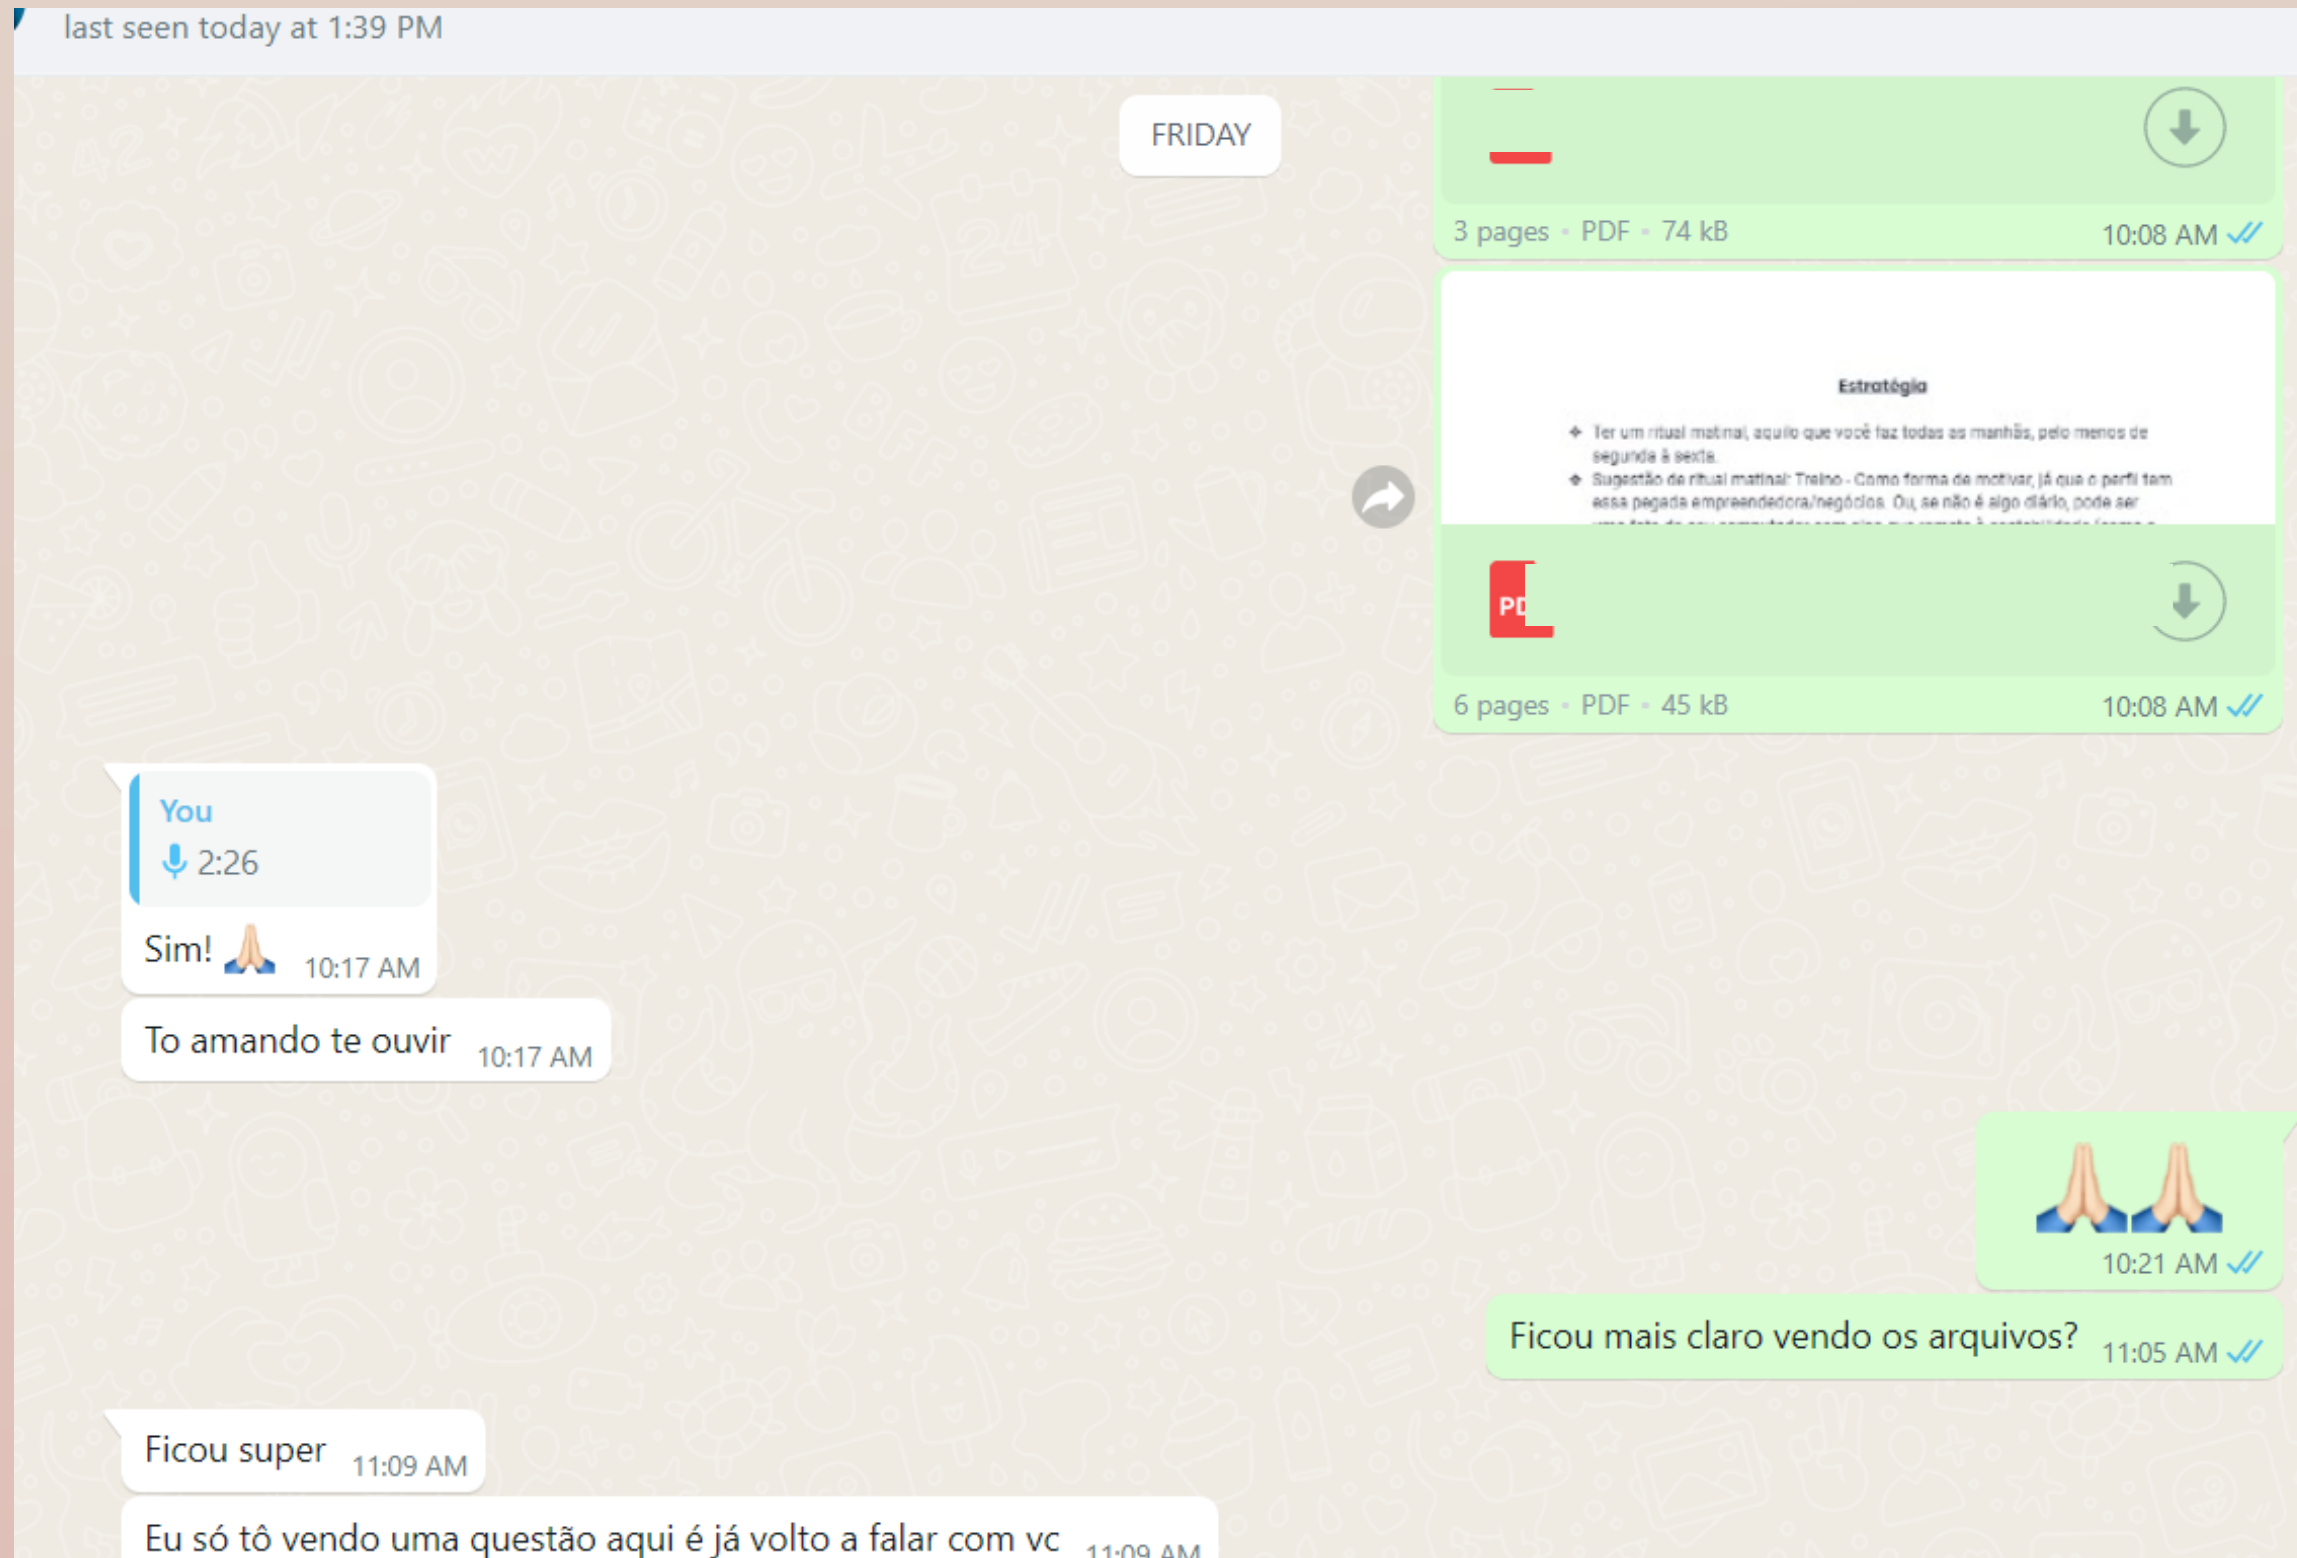 last seen today at 1:39 PM
FRIDAY
3 pages • PDF • 74 kB
10:08 AM
Estratégia
❖ Ter um ritual matinal, aquilo que você faz todas as manhãs, pelo menos de
segunda à sexta.
❖ Sugestão de ritual matinal: Treino - Como forma de motivar, já que o perfil tem
essa pegada empreendedora/negócios. Ou, se não é algo diário, pode ser
6 pages • PDF • 45 kB
10:08 AM
You
2:26
Sim! 🙏🏻 10:17 AM
To amando te ouvir 10:17 AM
🙏🏻🙏🏻
10:21 AM
Ficou mais claro vendo os arquivos? 11:05 AM
Ficou super 11:09 AM
Eu só tô vendo uma questão aqui é já volto a falar com vc 11:09 AM